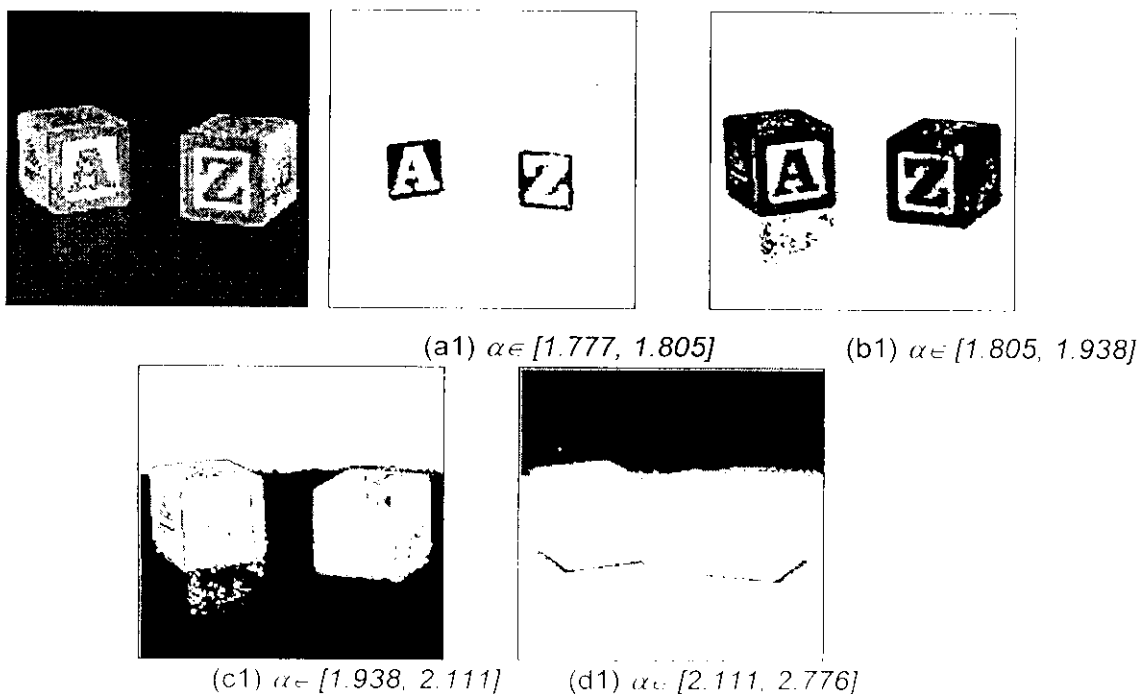 A Z
A Z
A Z
(a1) α∈ [1.777, 1.805]
(b1) α∈ [1.805, 1.938]
(c1) α∈ [1.938, 2.111]
(d1) α∈ [2.111, 2.776]